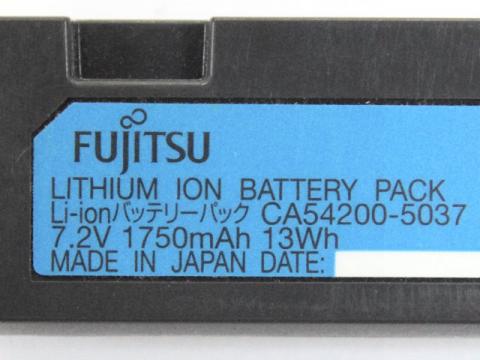 FUJITSU
LITHIUM ION BATTERY PACK
Li-ionバッテリーパック CA54200-5037
7.2V 1750mAh 13Wh
MADE IN JAPAN DATE: